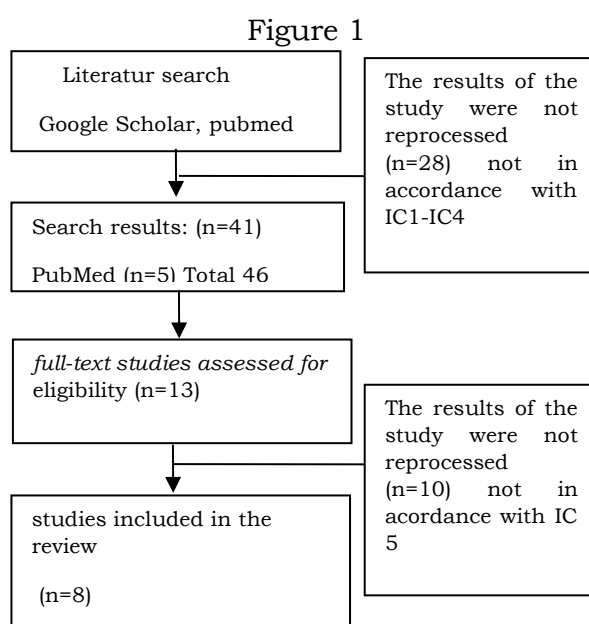 Figure 1
Literatur search
Google Scholar, pubmed
The results of the
study were not
reprocessed
(n=28) not in
accordance with
IC1-IC4
Search results: (n=41)
PubMed (n=5) Total 46
full-text studies assessed for
eligibility (n=13)
The results of the
study were not
reprocessed
(n=10) not in
acordance with IC
5
studies included in the
review
(n=8)